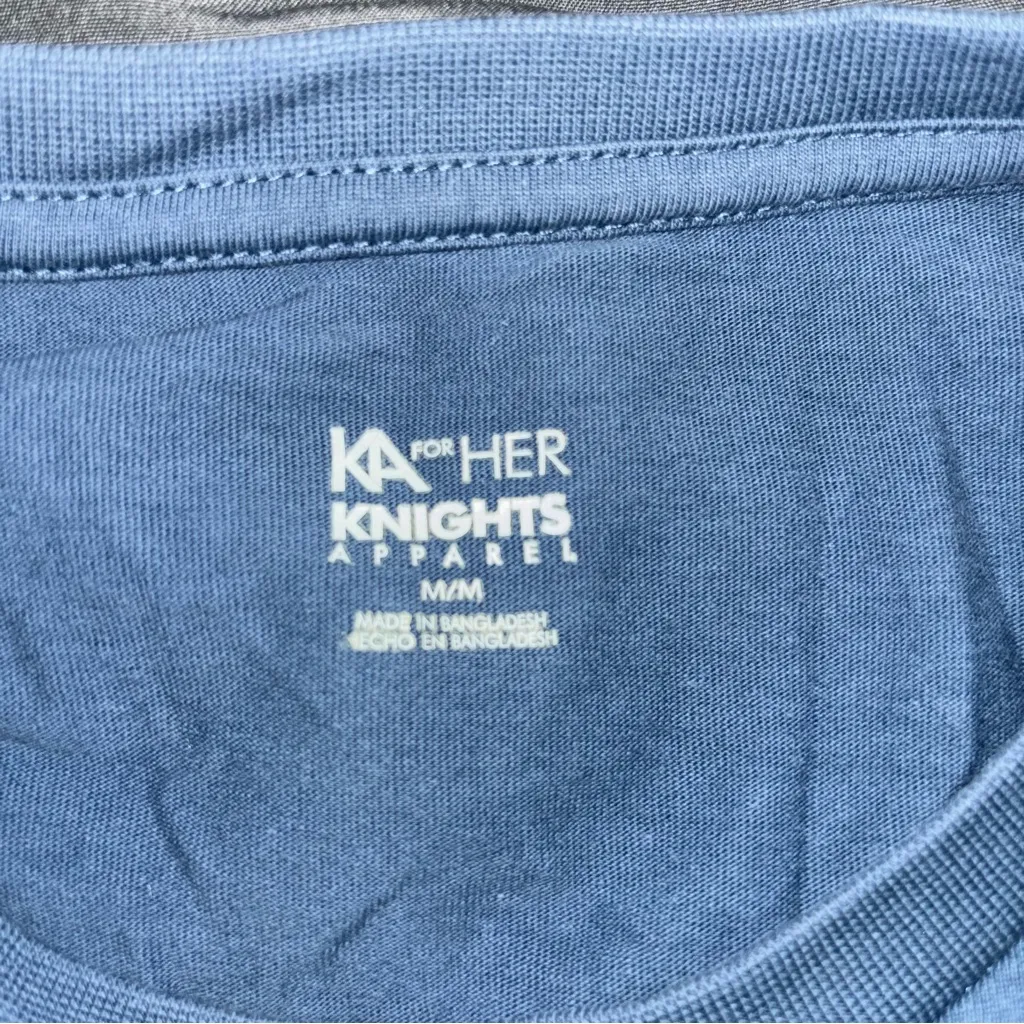 KA FOR HER
KNIGHTS
APPAREL
M/M
MADE IN BANGLADESH
HECHO EN BANGLADESH